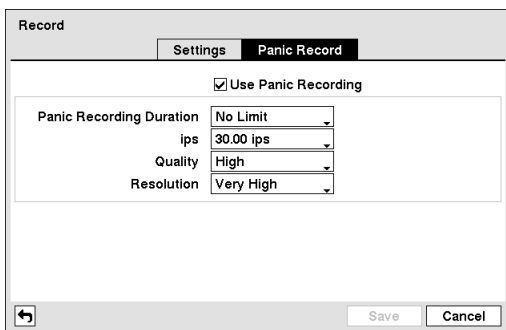 Record
Settings Panic Record
Use Panic Recording
Panic Recording Duration No Limit
ips 30.00 ips
Quality High
Resolution Very High
Save Cancel